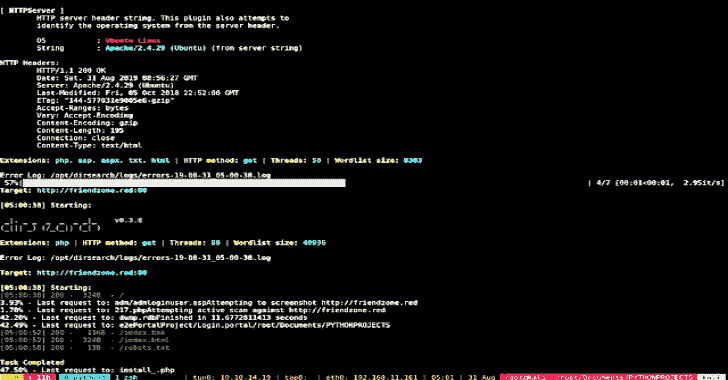 [ HTTPServer ]
HTTP server header string. This plugin also attempts to
identify the operating system from the server header.
OS : Ubuntu Linux
String : Apache/2.4.29 (Ubuntu) (from server string)
HTTP Headers:
HTTP/1.1 200 OK
Date: Sat, 31 Aug 2019 08:56:27 GMT
Server: Apache/2.4.29 (Ubuntu)
Last-Modified: Fri, 05 Oct 2018 22:52:00 GMT
ETag: "144-577831e9005e6-gzip"
Accept-Ranges: bytes
Vary: Accept-Encoding
Content-Encoding: gzip
Content-Length: 195
Connection: close
Content-Type: text/html
Extensions: php, asp, aspx, txt, html | HTTP method: get | Threads: 50 | Wordlist size: 8303
Error Log: /opt/dirsearch/logs/errors-19-08-31_05-00-38.log
57%| | 4/7 [00:01<00:01, 2.95it/s]
Target: http://friendzone.red:80
[05:00:38] Starting:
v0.3.8
Extensions: php | HTTP method: get | Threads: 80 | Wordlist size: 40936
Error Log: /opt/dirsearch/logs/errors-19-08-31_05-00-38.log
Target: http://friendzone.red:80
[05:00:38] Starting:
[05:00:38] 200 - 324B - /
3.93% - Last request to: adm/admloginuser.aspAttempting to screenshot http://friendzone.red
1.70% - Last request to: 217.phpAttempting active scan against http://friendzone.red
42.20% - Last request to: dump.rdbFinished in 11.6772811413 seconds
42.49% - Last request to: e2ePortalProject/Login.portal/root/Documents/PYTHONPROJECTS
[05:00:52] 200 - 11KB - /index.bak
[05:00:52] 200 - 324B - /index.html
[05:00:58] 200 - 13B - /robots.txt
Task Completed
47.50% - Last request to: install_.php
11h 1 zsh | tun0: 10.10.14.19 | tap0: | eth0: 192.168.11.161 | 05:01 | 31 Aug root@kali /root/Documents/PYTHONPROJECTS